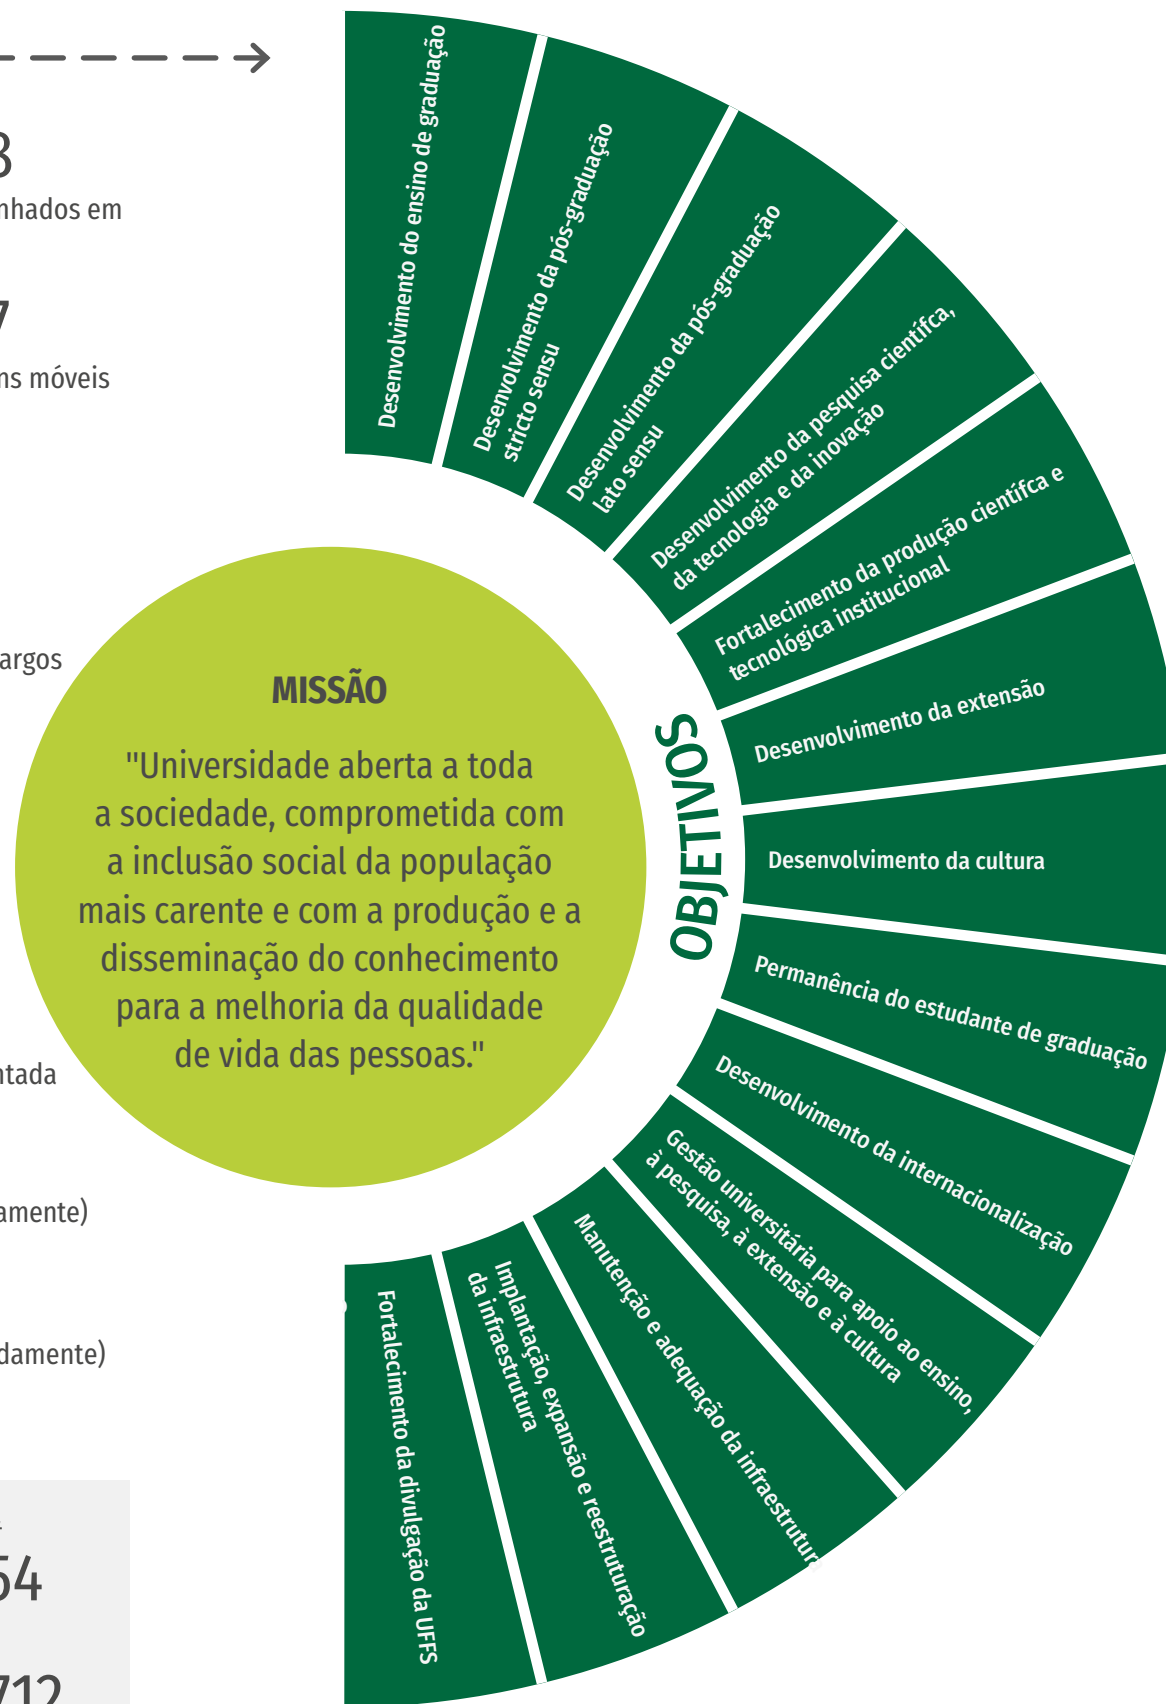 8
nhados em
7
ns móveis
argos
ntada
amente)
damente)
54
712
MISSÃO
"Universidade aberta a toda
a sociedade, comprometida com
a inclusão social da população
mais carente e com a produção e a
disseminação do conhecimento
para a melhoria da qualidade
de vida das pessoas."
OBJETIVOS
Desenvolvimento do ensino de graduação
Desenvolvimento da pós-graduação
stricto sensu
Desenvolvimento da pós-graduação
lato sensu
Desenvolvimento da pesquisa científca,
da tecnologia e da inovação
Fortalecimento da produção científca e
tecnológica institucional
Desenvolvimento da extensão
Desenvolvimento da cultura
Permanência do estudante de graduação
Desenvolvimento da internacionalização
Gestão universitária para apoio ao ensino,
à pesquisa, à extensão e à cultura
Manutenção e adequação da infraestrutura
Implantação, expansão e reestruturação
da infraestrutura
Fortalecimento da divulgação da UFFS